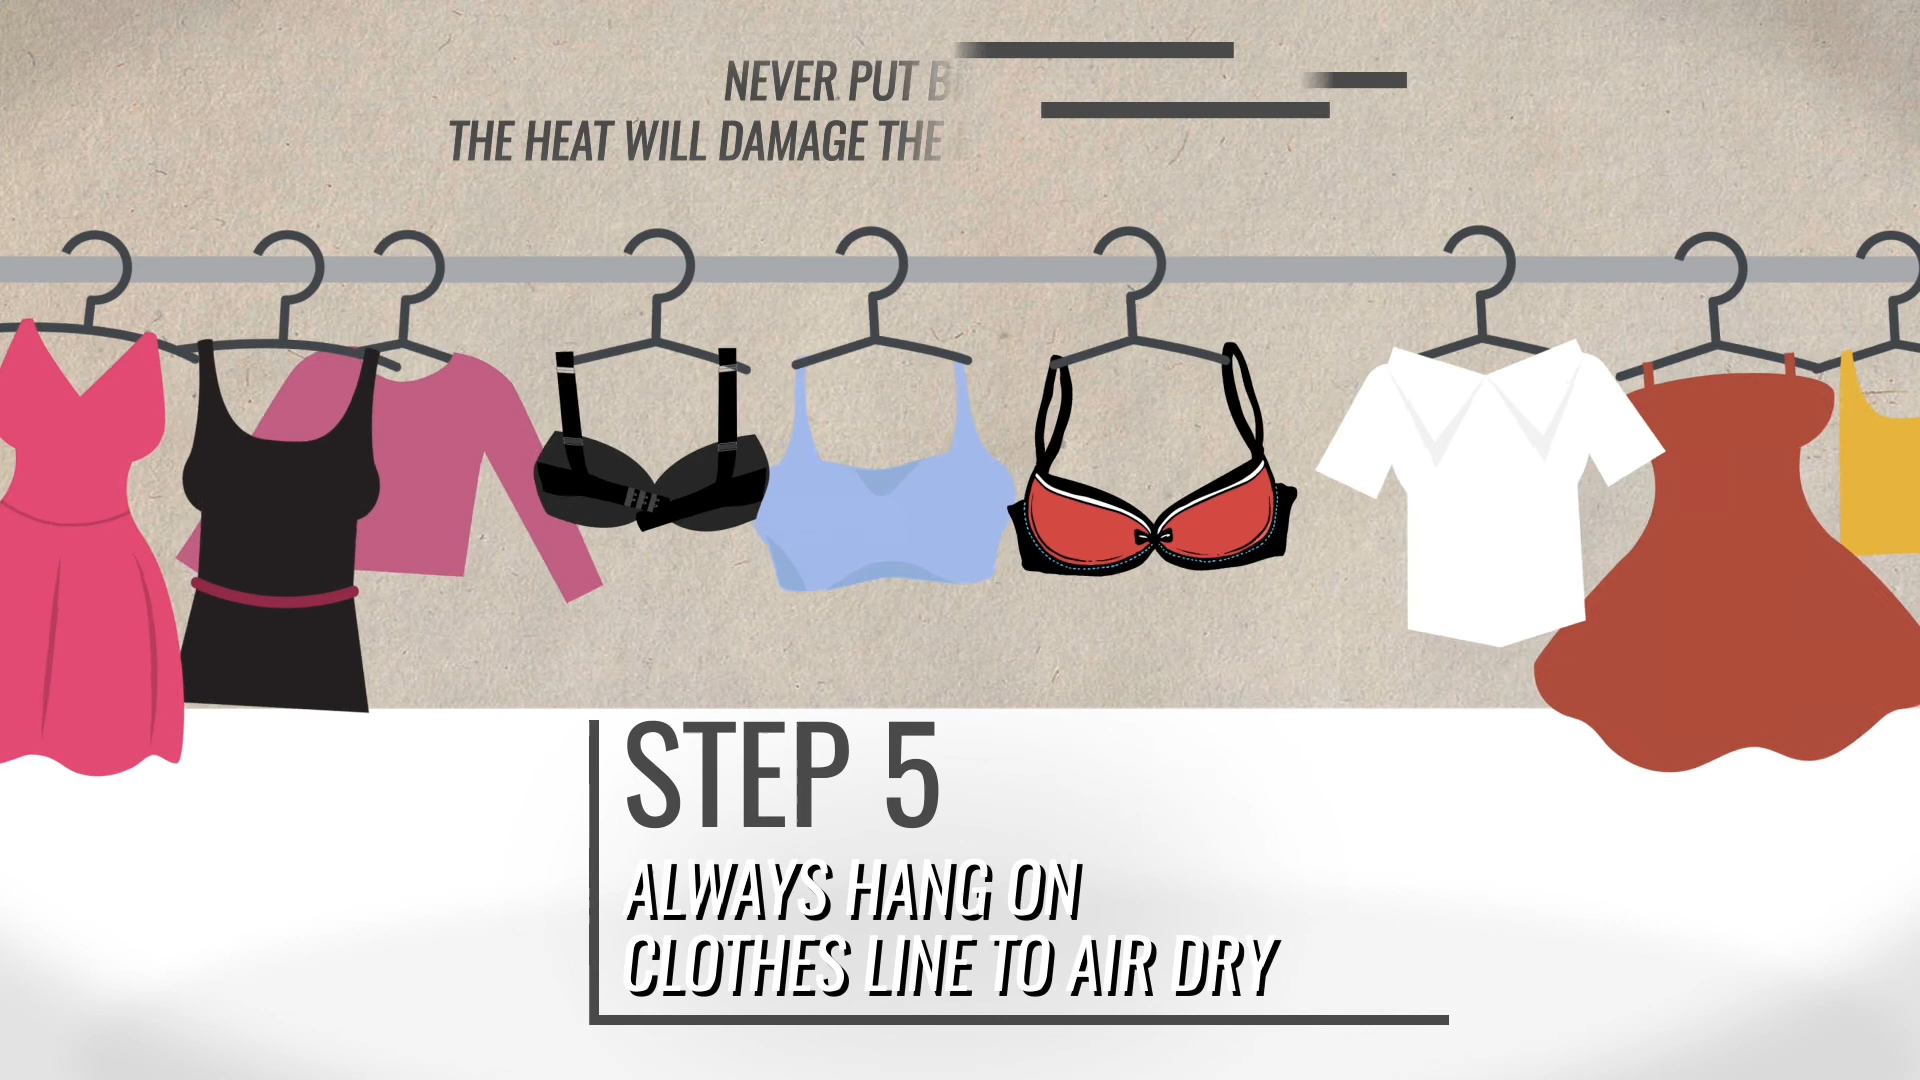 NEVER PUT
THE HEAT WILL DAMAGE THE
STEP 5
ALWAYS HANG ON
CLOTHES LINE TO AIR DRY